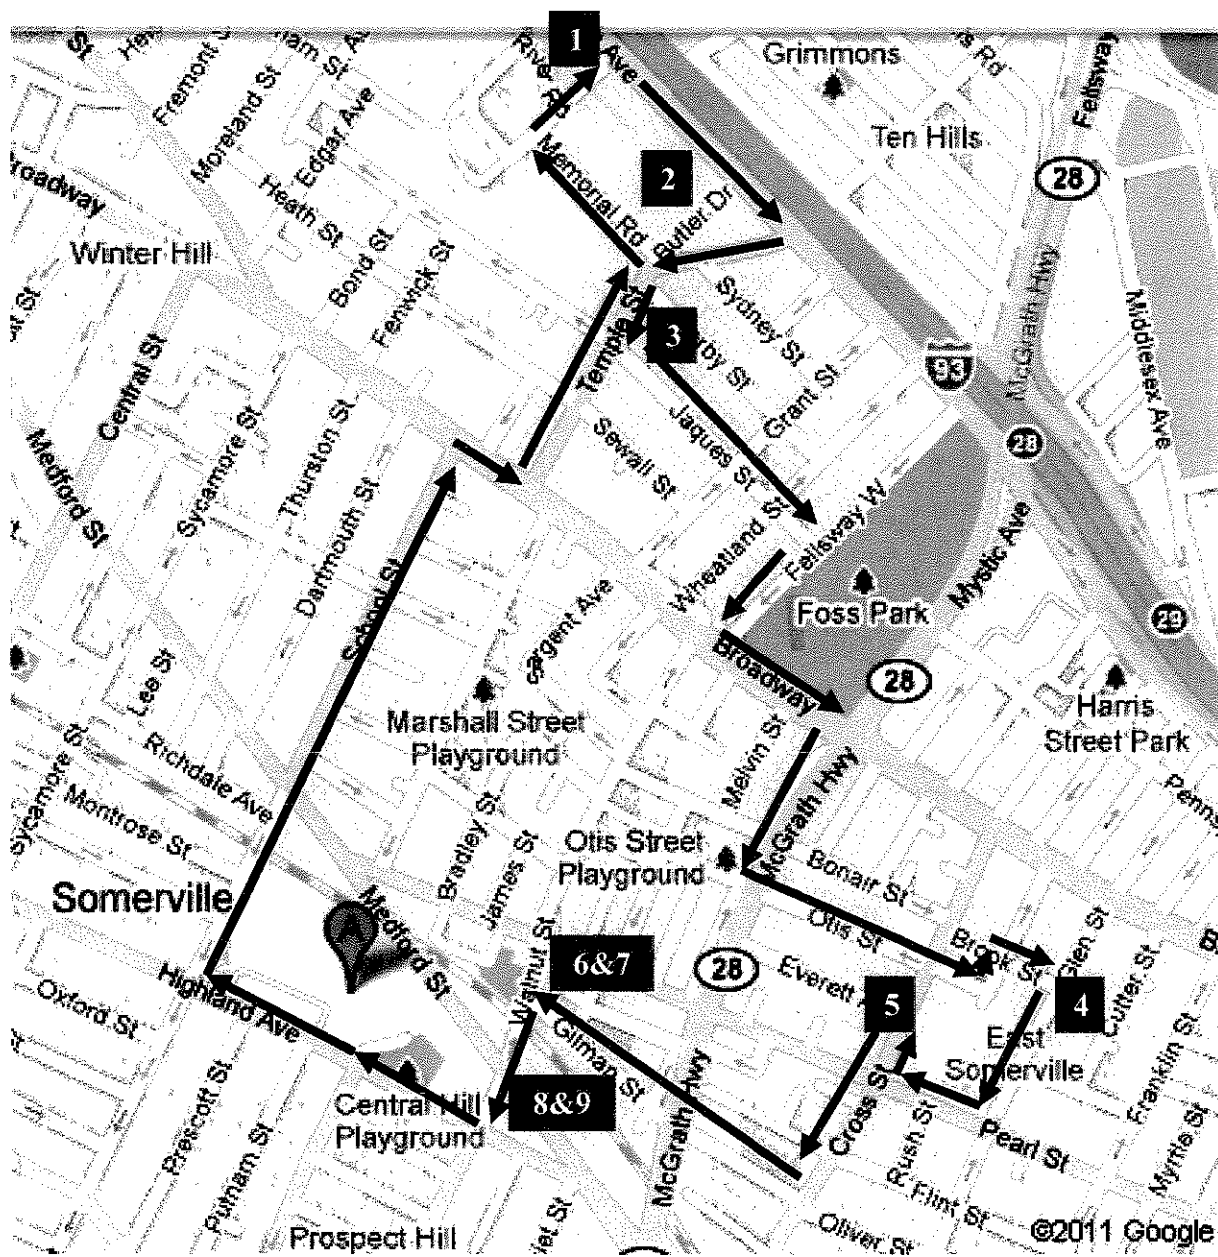 1
Ave
Grimmons
Fellsway
Fremont
Moreland St
Edgar Ave
Ten Hills
28
roadway
Heath St
Memorial Rd
2
Butler Dr
Winter Hill
Bond St
Fenwick St
Sydney St
McGrath Hwy
Middlesex Ave
Temple St
3
93
Central St
Grant St
Medford St
Sycamore St
Thurston St
Sewall St
Jaques St
28
Dartmouth St
School St
Wheatland St
Fellsway W
Mystic Ave
Foss Park
28
Lee St
Broadway
28
Marshall Street
Playground
Harris
Street Park
Richdale Ave
Sycamore S
Montrose St
Melvin St
McGrath Hwy
Bradley St
James St
Otis Street
Playground
Bonair St
Somerville
A
Medford St
Walnut St
6&7
28
Otis St
Brook St
Glen St
Everett
5
4
Cutter St
Highland Ave
Oxford St
Gilman St
East
Somerville
Franklin St
8&9
Central Hill
Playground
McGrath Hwy
Cross St
Rush St
Pearl St
Prescott St
Putnam St
Myrtle St
Flint St
Oliver St
Prospect Hill
©2011 Google